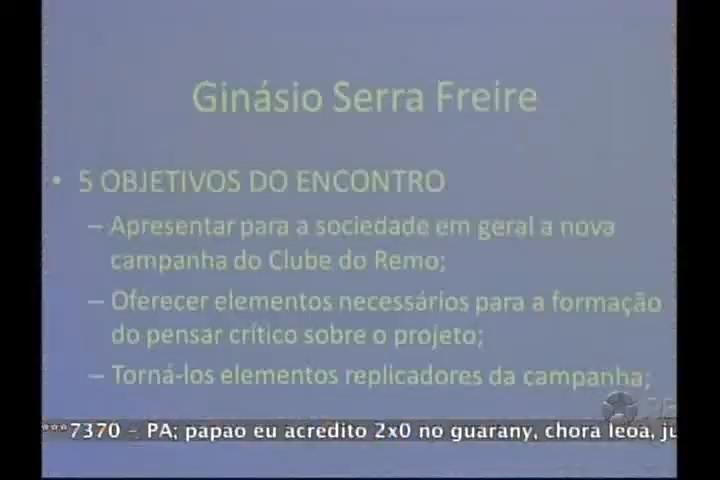 Ginásio Serra Freire
• 5 OBJETIVOS DO ENCONTRO
– Apresentar para a sociedade em geral a nova
campanha do Clube do Remo;
– Oferecer elementos necessários para a formação
do pensar crítico sobre o projeto;
– Torná-los elementos replicadores da campanha;
***7370 - PA; papao eu acredito 2x0 no guarany, chora leoa, ju